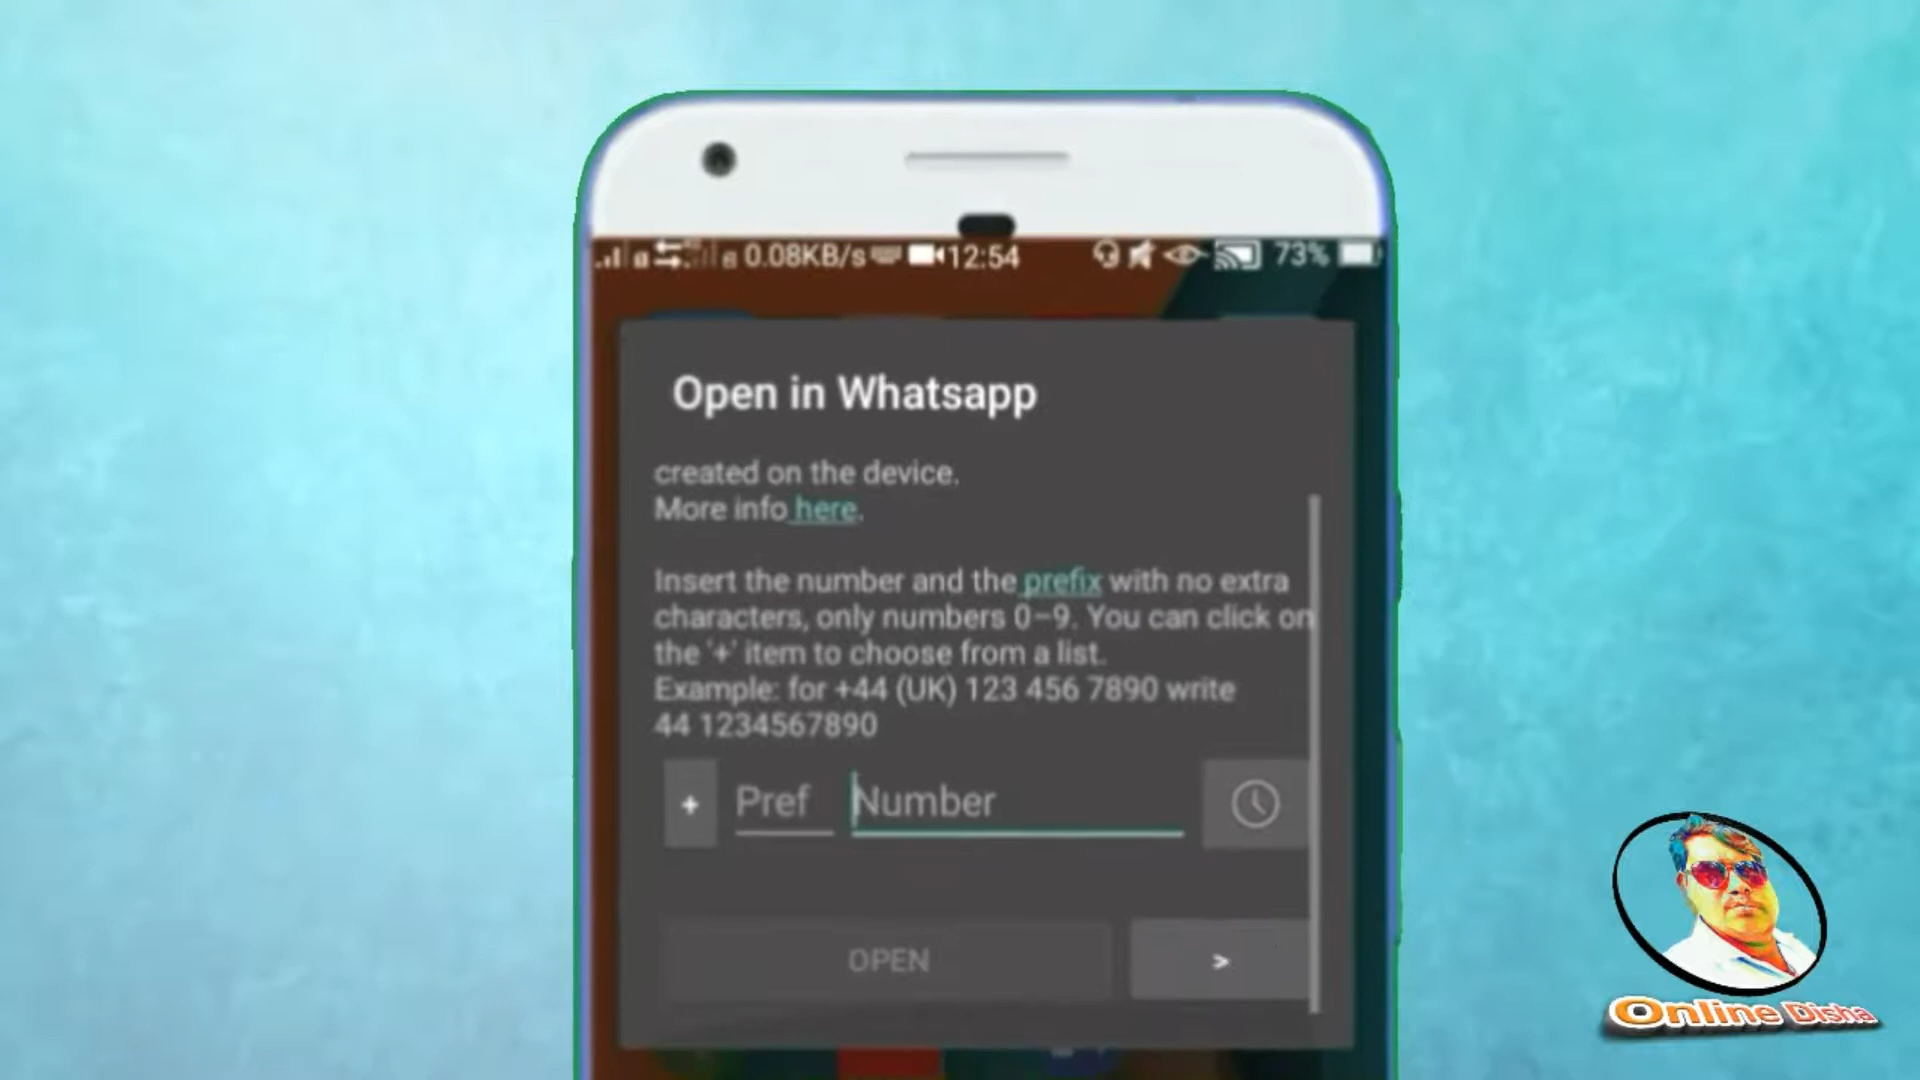 0.08KB/s 12:54 73%
Open in Whatsapp
created on the device.
More info here.
Insert the number and the prefix with no extra
characters, only numbers 0-9. You can click on
the '+' item to choose from a list.
Example: for +44 (UK) 123 456 7890 write
44 1234567890
+ Pref Number
OPEN >
Online Disha